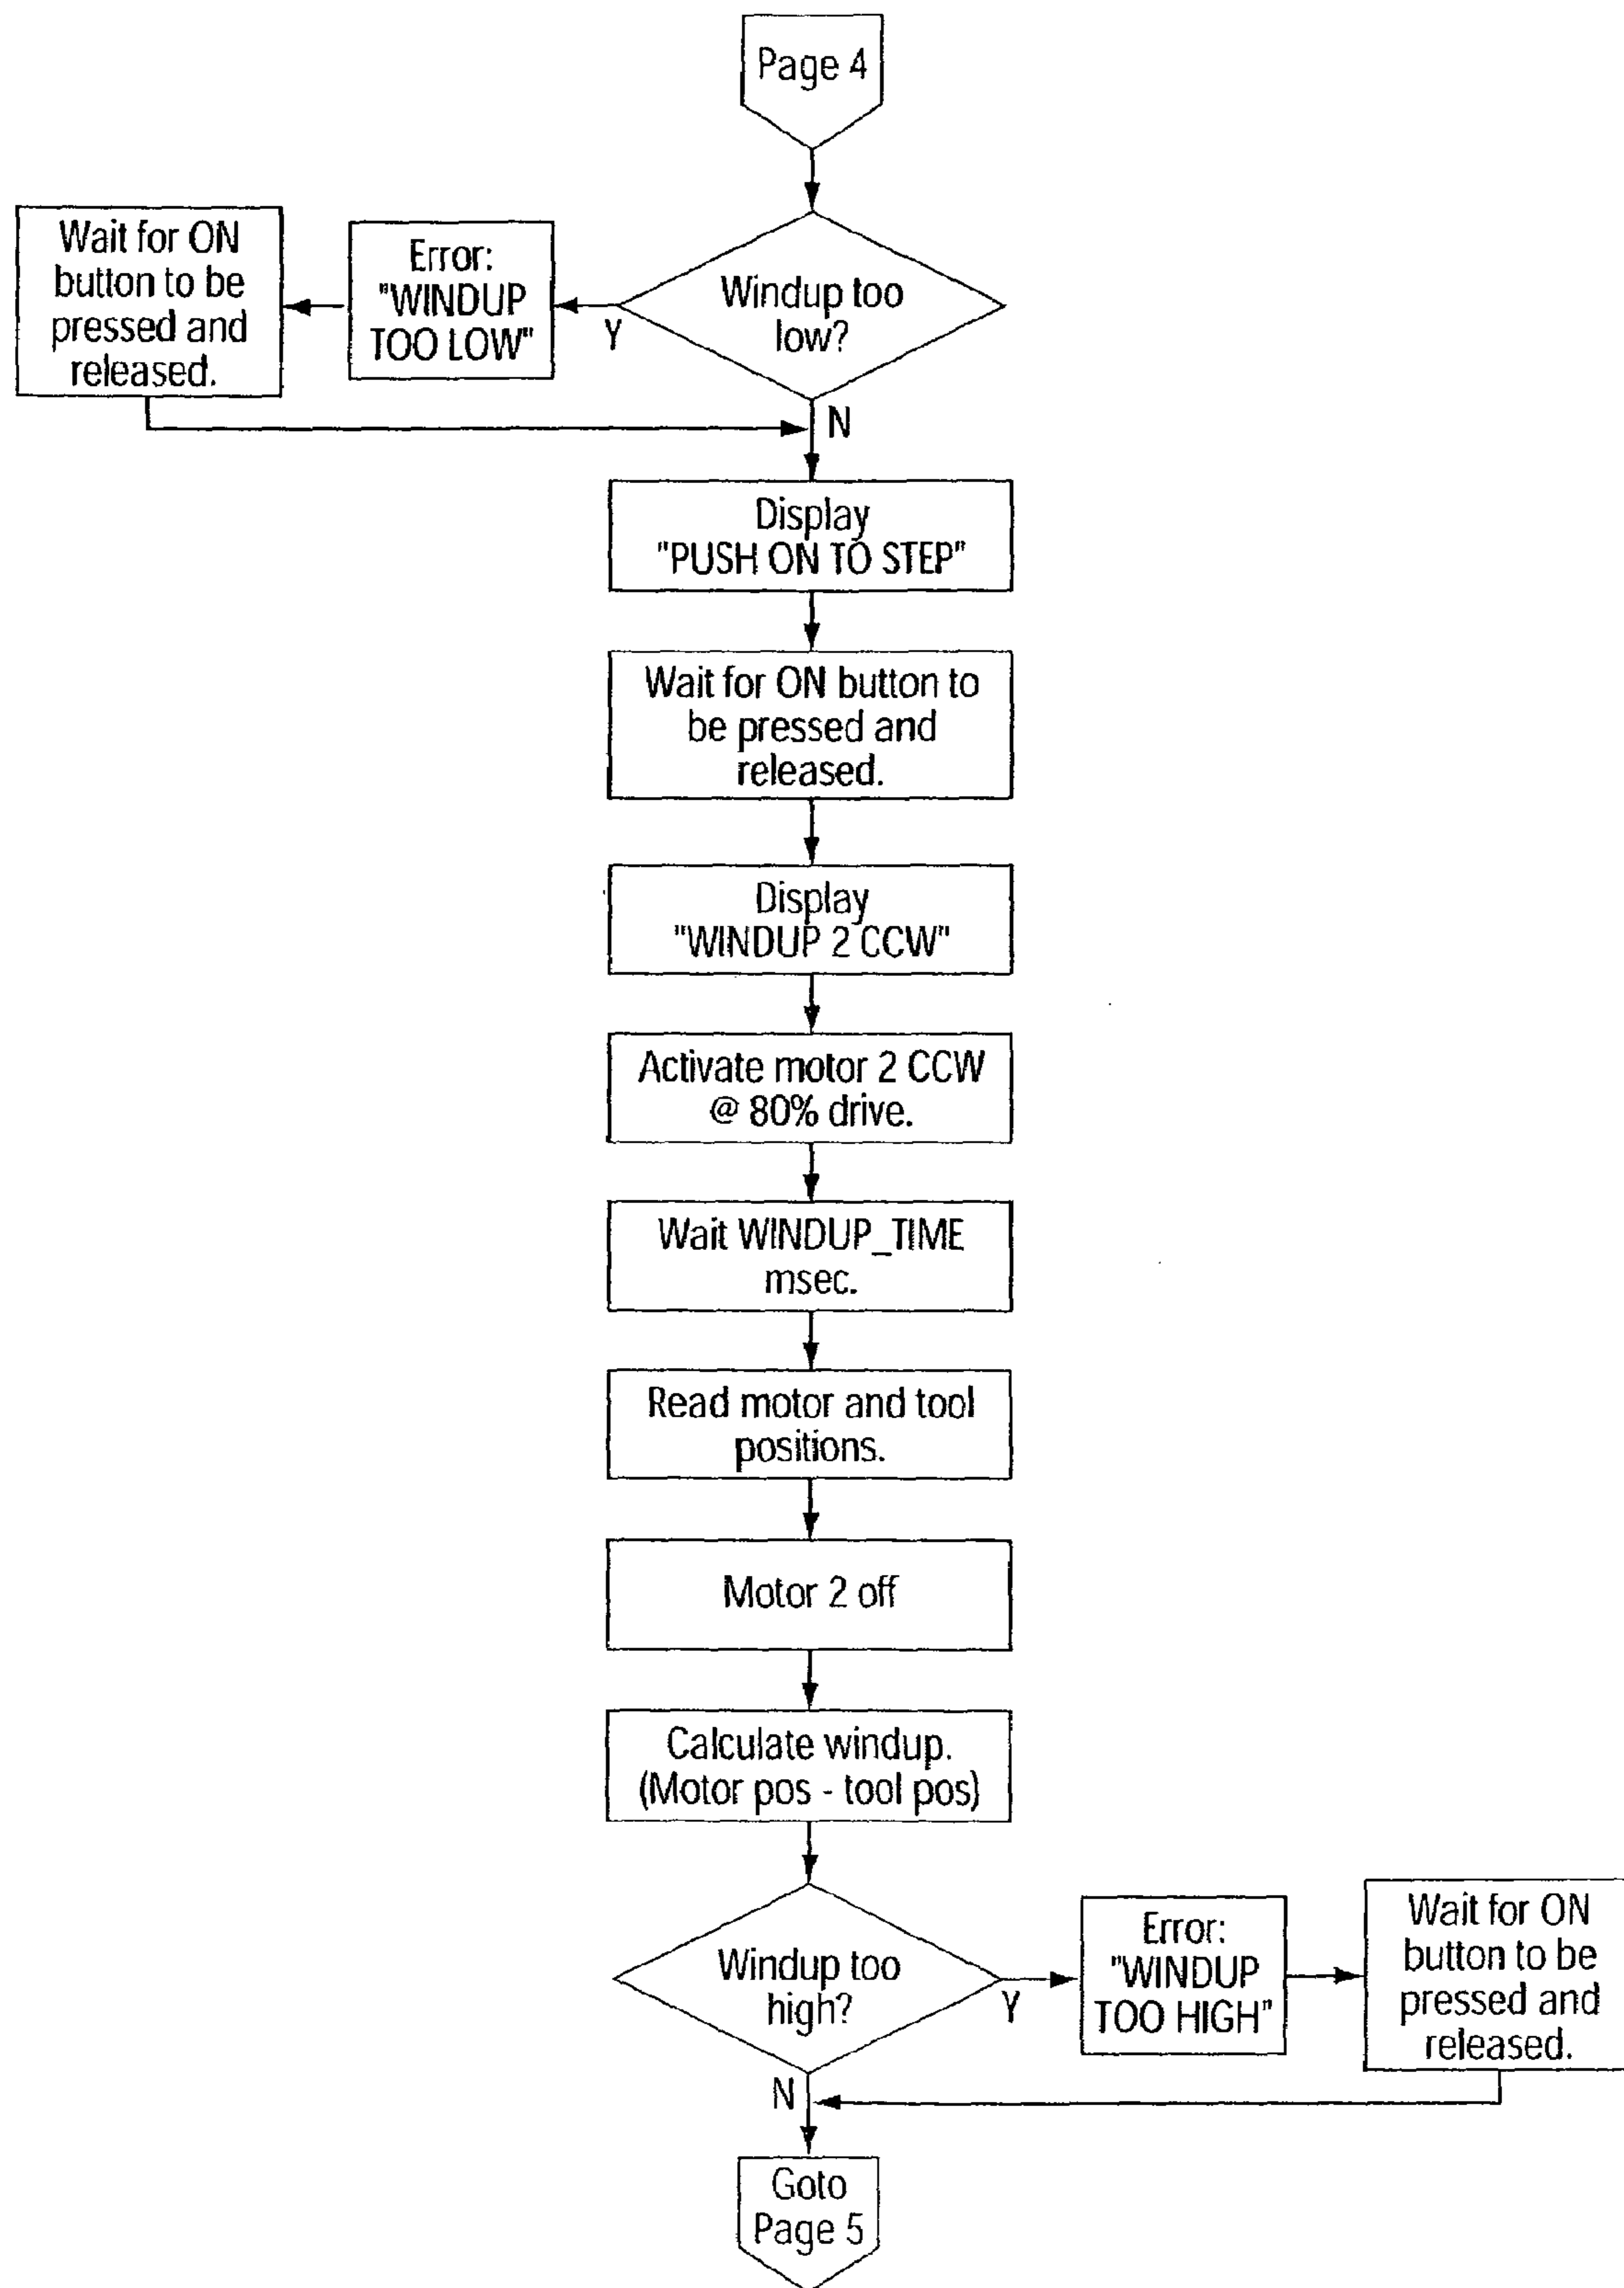 Page 4
Windup too
low?
Y
Error:
"WINDUP
TOO LOW"
Wait for ON
button to be
pressed and
released.
N
Display
"PUSH ON TO STEP"
Wait for ON button to
be pressed and
released.
Display
"WINDUP 2 CCW"
Activate motor 2 CCW
@ 80% drive.
Wait WINDUP_TIME
msec.
Read motor and tool
positions.
Motor 2 off
Calculate windup.
(Motor pos - tool pos)
Windup too
high?
Y
Error:
"WINDUP
TOO HIGH"
Wait for ON
button to be
pressed and
released.
N
Goto
Page 5